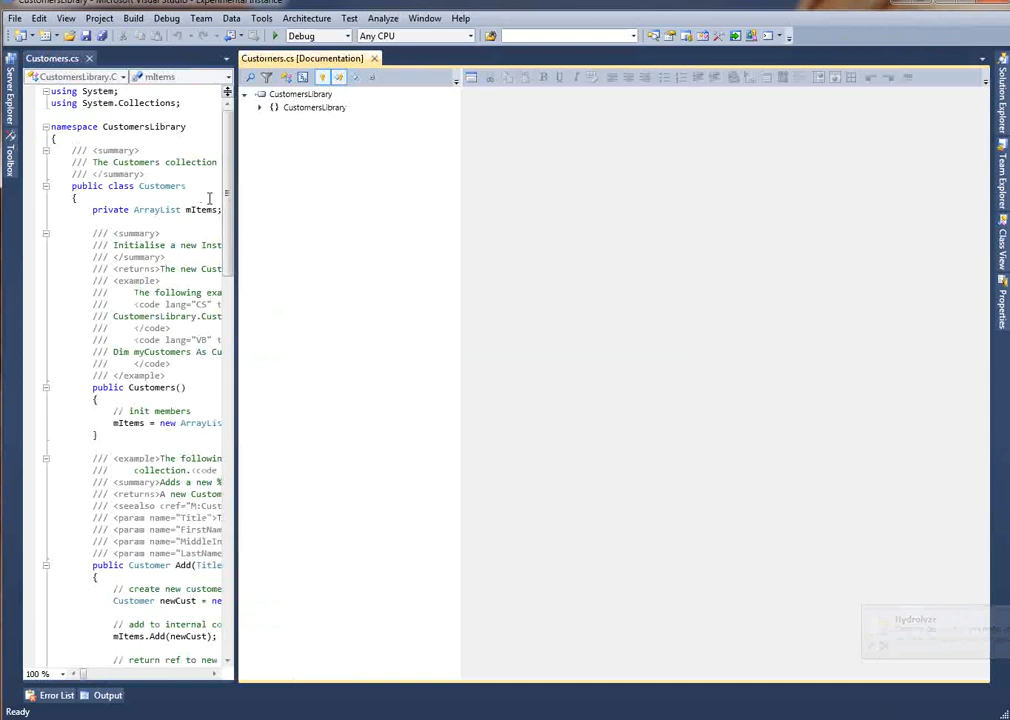 CustomersLibrary - Microsoft Visual Studio - Experimental Instance
File Edit View Project Build Debug Team Data Tools Architecture Test Analyze Window Help
Debug Any CPU
Server Explorer
Toolbox
Customers.cs
CustomersLibrary.C mItems
using System;
using System.Collections;
namespace CustomersLibrary
{
/// <summary>
/// The Customers collection
/// </summary>
public class Customers
{
private ArrayList mItems;
/// <summary>
/// Initialise a new Inst
/// </summary>
/// <returns>The new Cust
/// <example>
/// The following exa
/// <code lang="CS" t
/// CustomersLibrary.Cust
/// </code>
/// <code lang="VB" t
/// Dim myCustomers As Cu
/// </code>
/// </example>
public Customers()
{
// init members
mItems = new ArrayLis
}
/// <example>The following
/// collection.<code
/// <summary>Adds a new %
/// <returns>A new Custom
/// <seealso cref="M:Cust
/// <param name="Title">T
/// <param name="FirstNam
/// <param name="MiddleIn
/// <param name="LastName
public Customer Add(Title
{
// create new custome
Customer newCust = ne
// add to internal co
mItems.Add(newCust);
// return ref to new
100 %
Customers.cs [Documentation]
CustomersLibrary
{} CustomersLibrary
Solution Explorer
Team Explorer
Class View
Properties
Error List Output
Ready